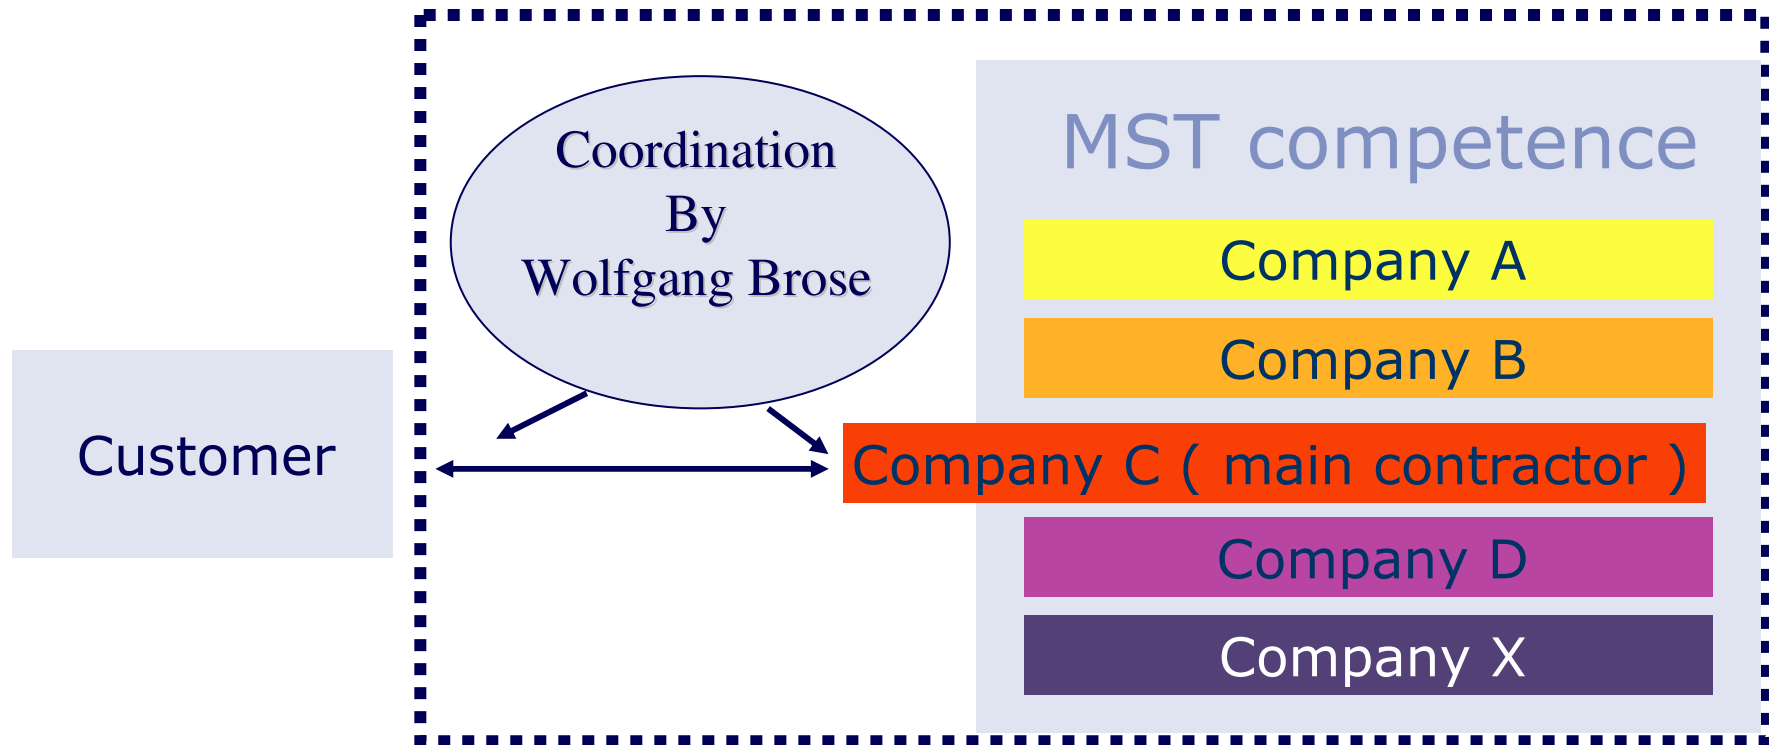 Coordination
By
Wolfgang Brose
Customer
MST competence
Company A
Company B
Company C ( main contractor )
Company D
Company X